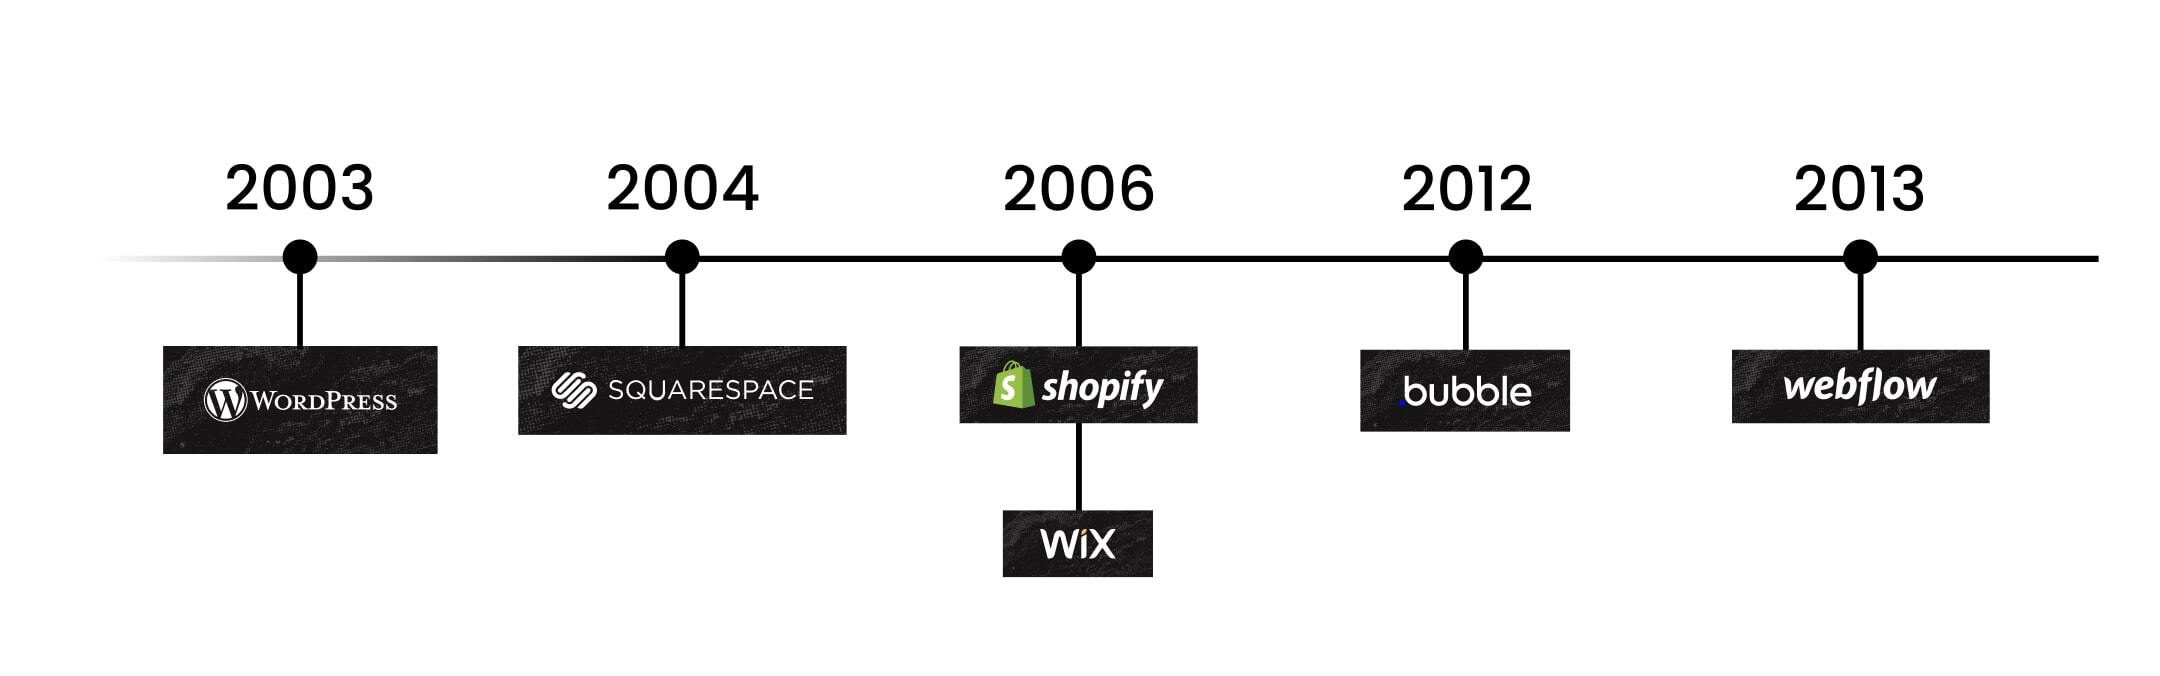 2003
2004
2006
2012
2013
WORDPRESS
SQUARESPACE
S shopify
.bubble
webflow
WiX